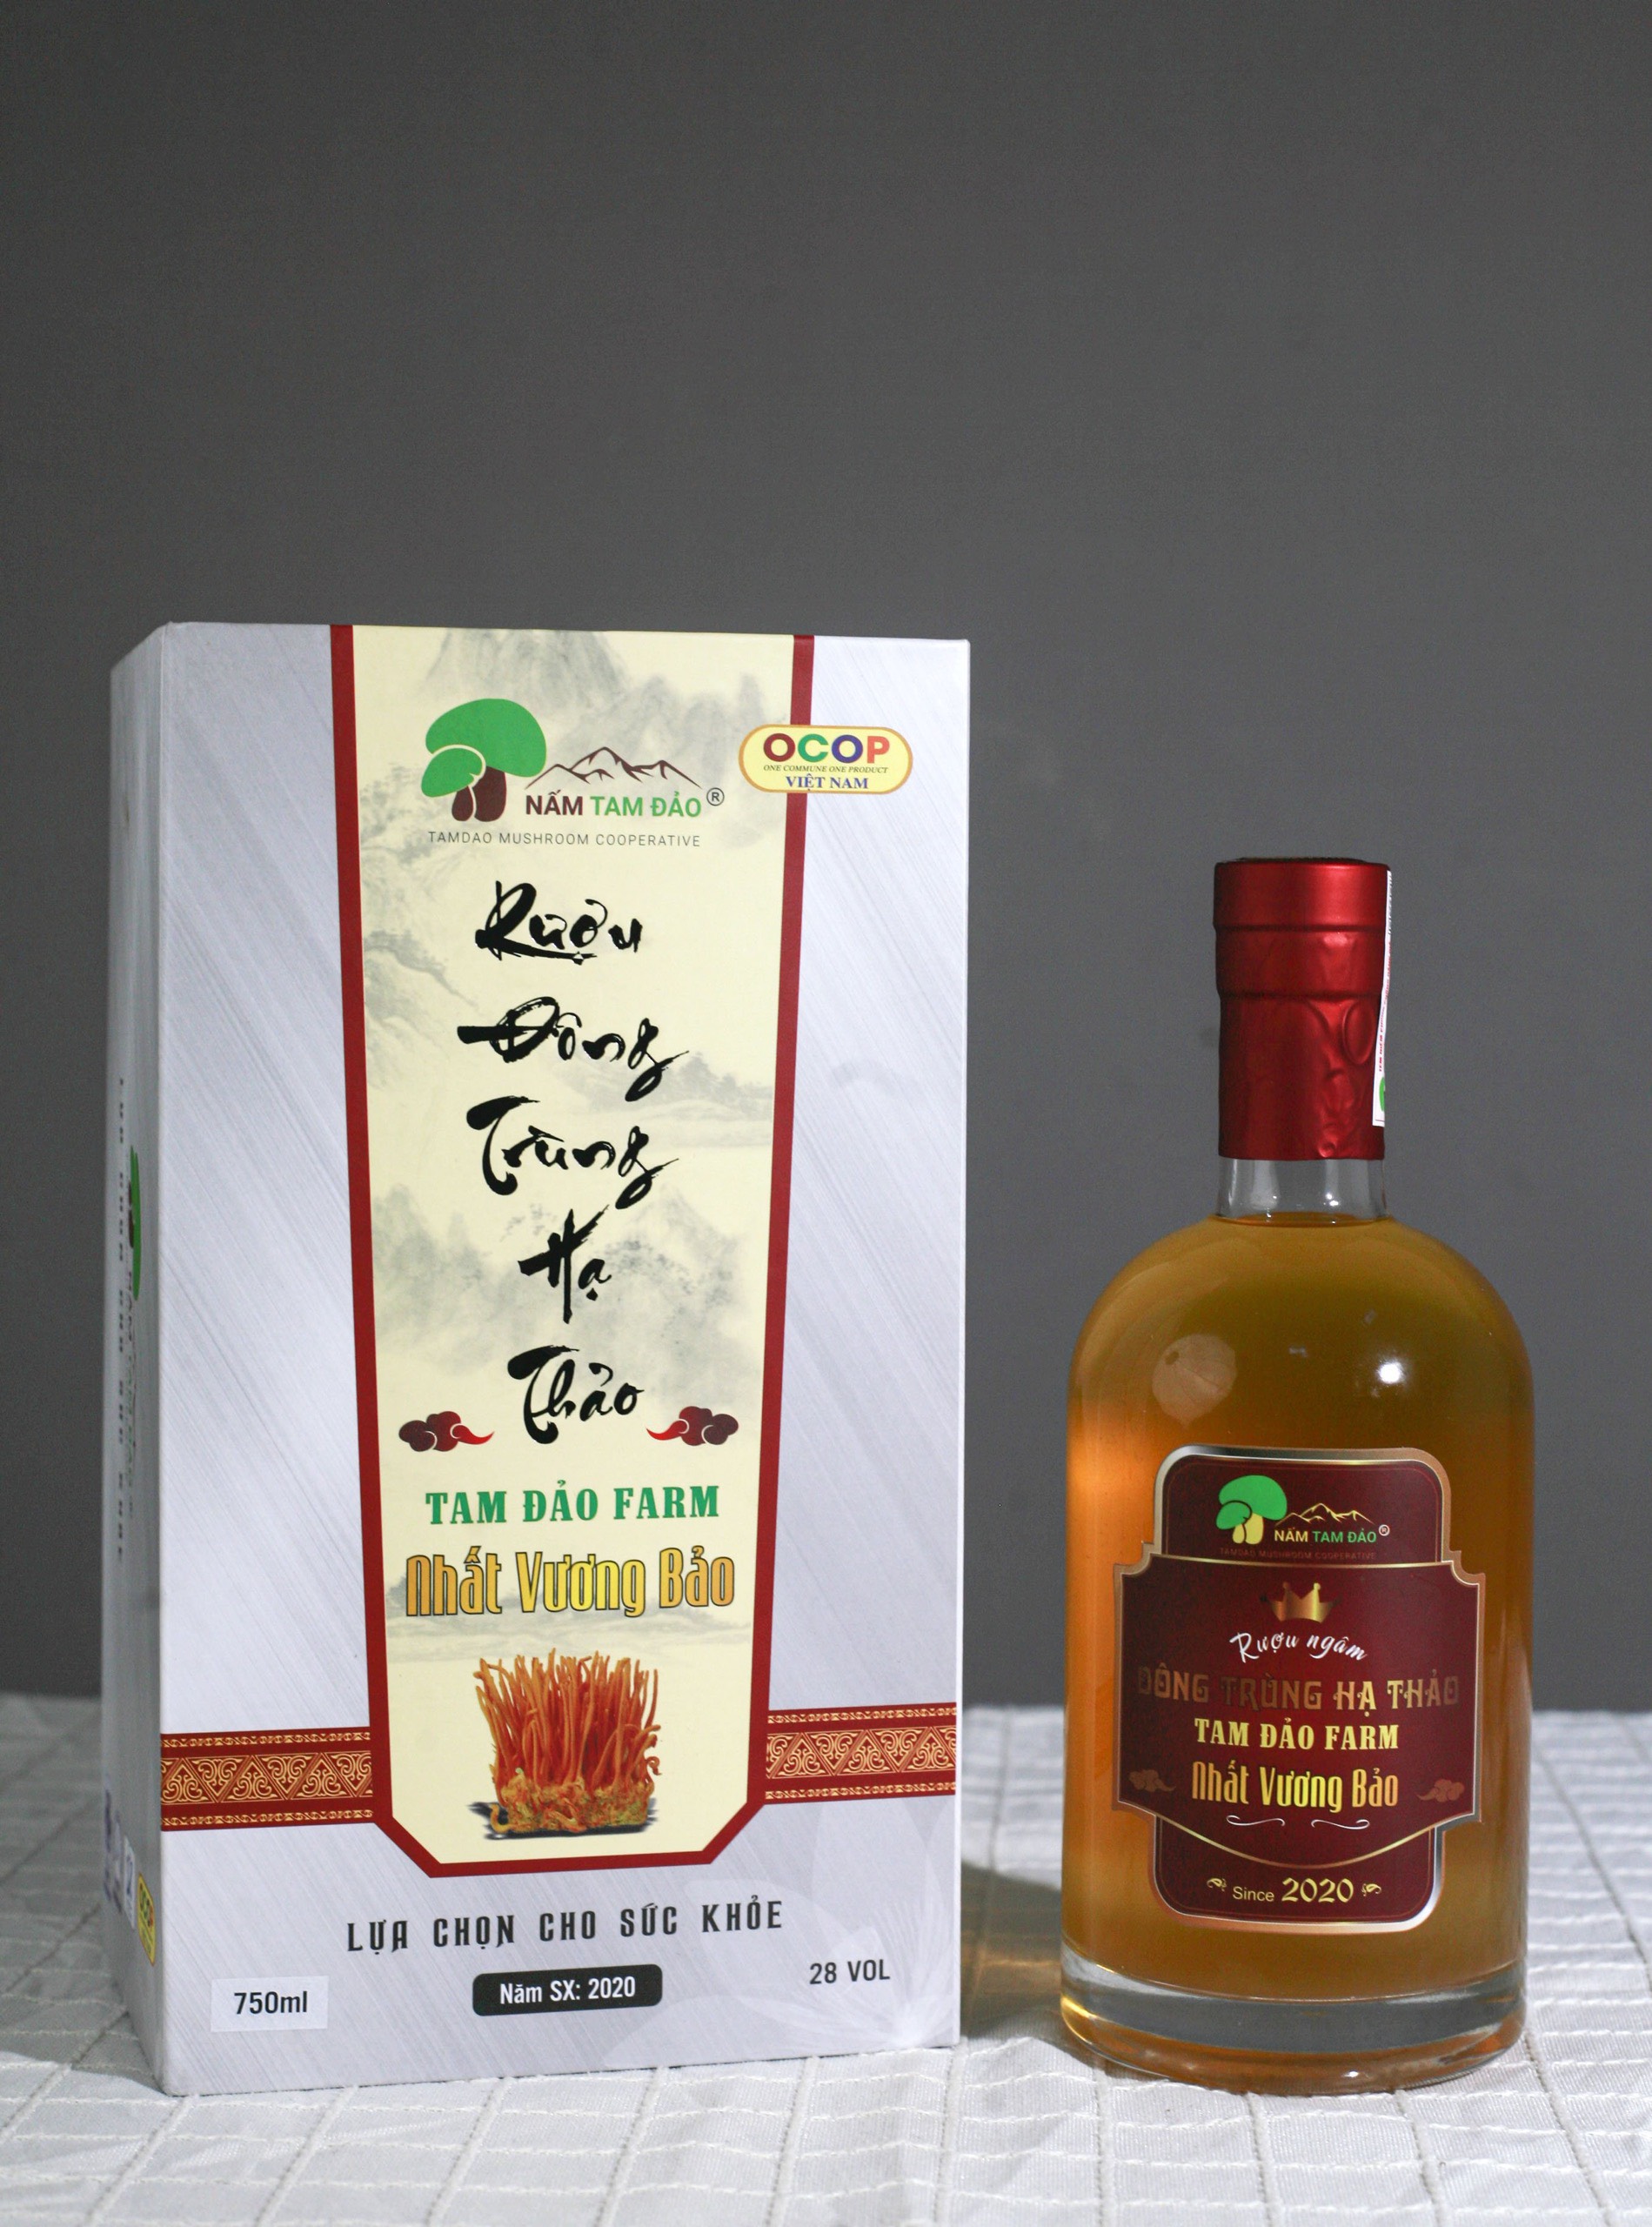 NẤM TAM ĐẢO®
TAMDAO MUSHROOM COOPERATIVE
OCOP
ONE COMMUNE ONE PRODUCT
VIỆT NAM
Rượu
Đông
Trùng
Hạ
Thảo
TAM ĐẢO FARM
Nhất Vương Bảo
LỰA CHỌN CHO SỨC KHỎE
750ml
Năm SX: 2020
28 VOL
OCOP
NẤM TAM ĐẢO®
TAMDAO MUSHROOM COOPERATIVE
Rượu ngâm
ĐÔNG TRÙNG HẠ THẢO
TAM ĐẢO FARM
Nhất Vương Bảo
Since 2020